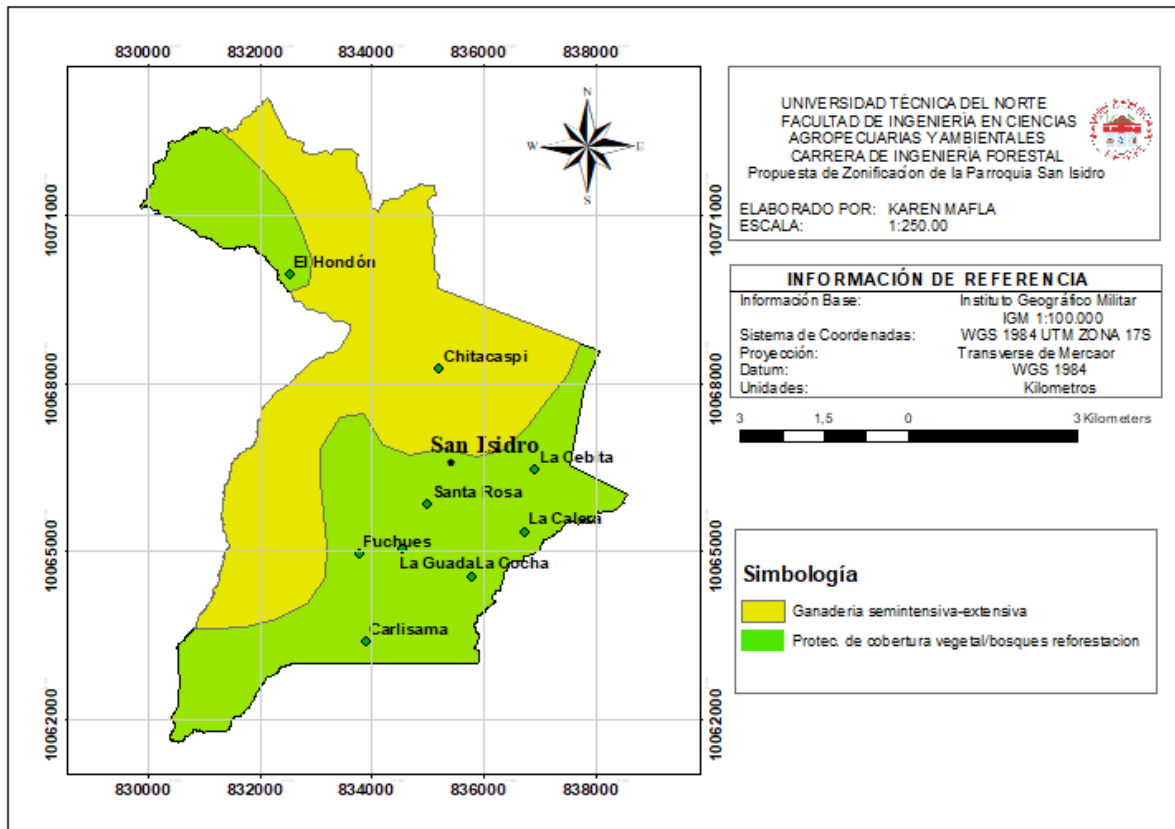 830000 832000 834000 836000 838000
10071000
10068000
10065000
10062000
N
W E
S
El Hondón
Chitacaspi
San Isidro
La Cebita
Santa Rosa
La Calera
Fuchues
La Guada La Cocha
Carlisama
10071000
10068000
10065000
10062000
830000 832000 834000 836000 838000
UNIVERSIDAD TÉCNICA DEL NORTE
FACULTAD DE INGENIERÍA EN CIENCIAS
AGROPECUARIAS Y AMBIENTALES
CARRERA DE INGENIERÍA FORESTAL
Propuesta de Zonificacion de la Parroquia San Isidro
ELABORADO POR: KAREN MAFLA
ESCALA: 1:250.00
INFORMACIÓN DE REFERENCIA
Información Base: Instituto Geográfico Militar
IGM 1:100.000
Sistema de Coordenadas: WGS 1984 UTM ZONA 17S
Proyección: Transverse de Mercaor
Datum: WGS 1984
Unidades: Kilometros
3 1,5 0 3 Kilometers
Simbología
Ganaderia semintensiva-extensiva
Protec. de cobertura vegetal/bosques reforestacion